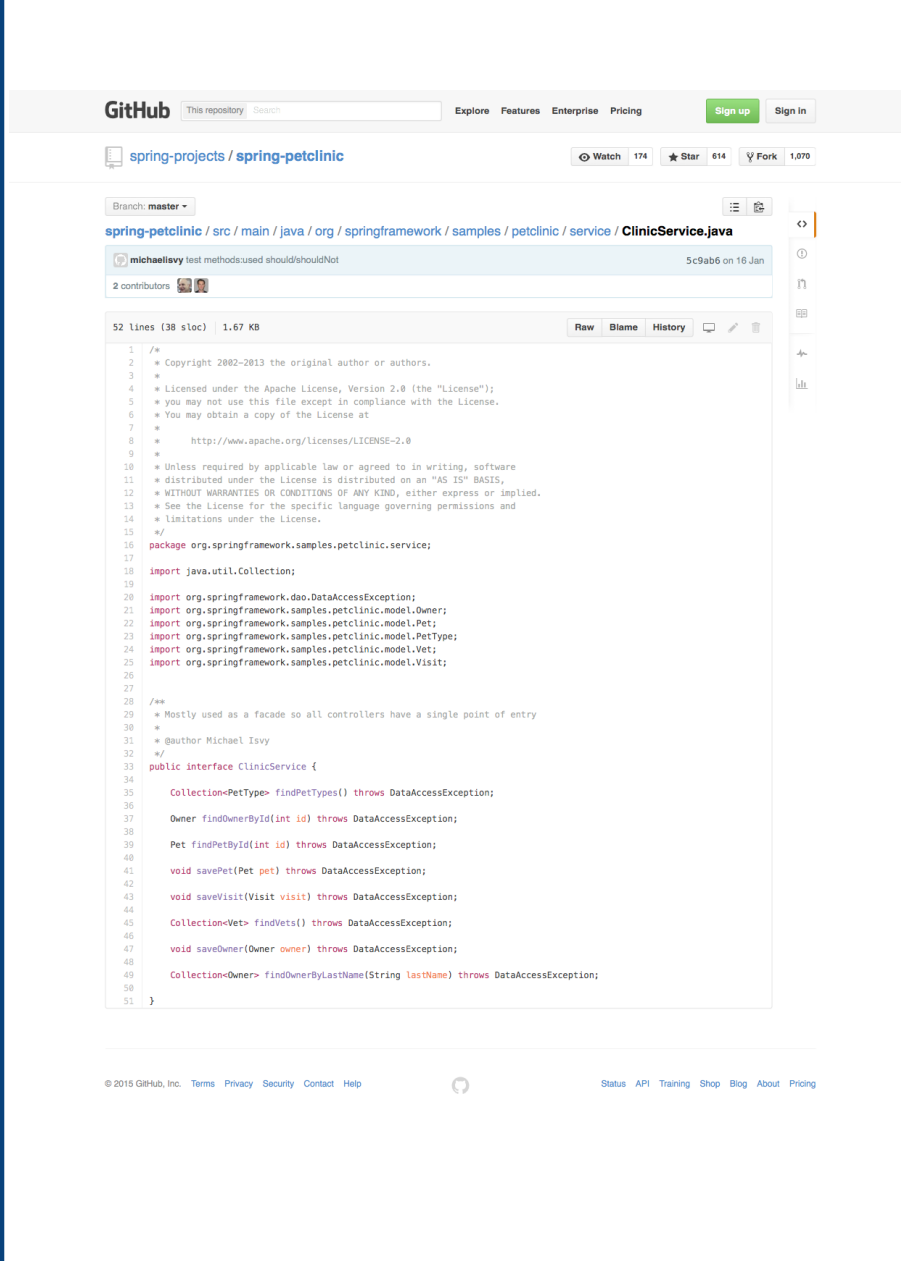 GitHub This repository Search Explore Features Enterprise Pricing Sign up Sign in
spring-projects / spring-petclinic Watch 174 Star 614 Fork 1,070
Branch: master
spring-petclinic / src / main / java / org / springframework / samples / petclinic / service / ClinicService.java
michaelisvy test methods:used should/shouldNot 5c9ab6 on 16 Jan
2 contributors
52 lines (38 sloc) 1.67 KB Raw Blame History
1 /*
2 * Copyright 2002-2013 the original author or authors.
3 *
4 * Licensed under the Apache License, Version 2.0 (the "License");
5 * you may not use this file except in compliance with the License.
6 * You may obtain a copy of the License at
7 *
8 * http://www.apache.org/licenses/LICENSE-2.0
9 *
10 * Unless required by applicable law or agreed to in writing, software
11 * distributed under the License is distributed on an "AS IS" BASIS,
12 * WITHOUT WARRANTIES OR CONDITIONS OF ANY KIND, either express or implied.
13 * See the License for the specific language governing permissions and
14 * limitations under the License.
15 */
16 package org.springframework.samples.petclinic.service;
17
18 import java.util.Collection;
19
20 import org.springframework.dao.DataAccessException;
21 import org.springframework.samples.petclinic.model.Owner;
22 import org.springframework.samples.petclinic.model.Pet;
23 import org.springframework.samples.petclinic.model.PetType;
24 import org.springframework.samples.petclinic.model.Vet;
25 import org.springframework.samples.petclinic.model.Visit;
26
27
28 /**
29 * Mostly used as a facade so all controllers have a single point of entry
30 *
31 * @author Michael Isvy
32 */
33 public interface ClinicService {
34
35 Collection<PetType> findPetTypes() throws DataAccessException;
36
37 Owner findOwnerById(int id) throws DataAccessException;
38
39 Pet findPetById(int id) throws DataAccessException;
40
41 void savePet(Pet pet) throws DataAccessException;
42
43 void saveVisit(Visit visit) throws DataAccessException;
44
45 Collection<Vet> findVets() throws DataAccessException;
46
47 void saveOwner(Owner owner) throws DataAccessException;
48
49 Collection<Owner> findOwnerByLastName(String lastName) throws DataAccessException;
50
51 }
© 2015 GitHub, Inc. Terms Privacy Security Contact Help Status API Training Shop Blog About Pricing